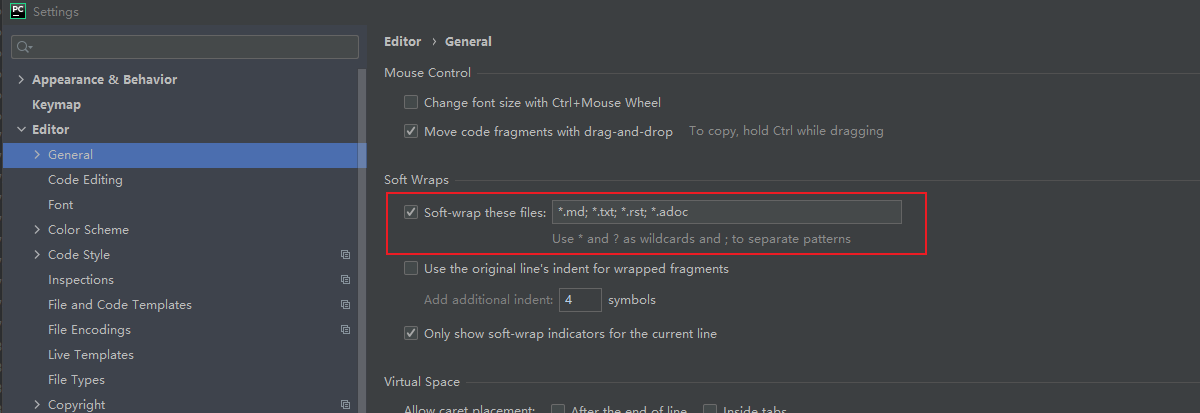 PC Settings
Appearance & Behavior
Keymap
Editor
General
Code Editing
Font
Color Scheme
Code Style
Inspections
File and Code Templates
File Encodings
Live Templates
File Types
Copyright
Editor › General
Mouse Control
Change font size with Ctrl+Mouse Wheel
Move code fragments with drag-and-drop To copy, hold Ctrl while dragging
Soft Wraps
Soft-wrap these files: *.md; *.txt; *.rst; *.adoc
Use * and ? as wildcards and ; to separate patterns
Use the original line's indent for wrapped fragments
Add additional indent: 4 symbols
Only show soft-wrap indicators for the current line
Virtual Space
Allow caret placement: After the end of line Inside tabs